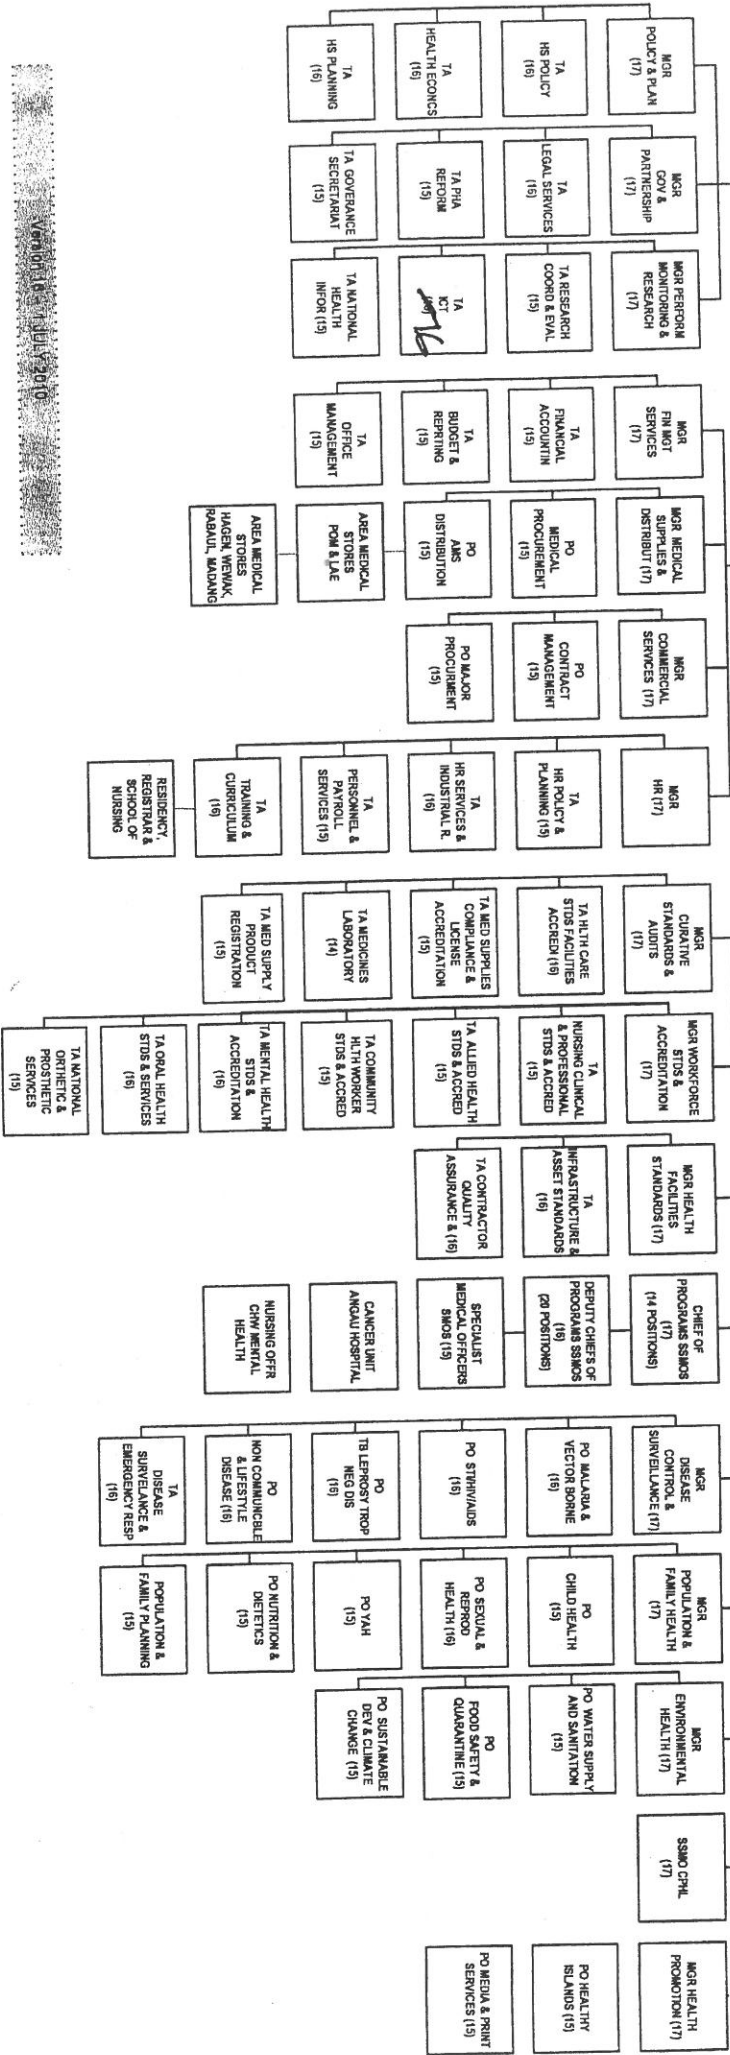 MGR
POLICY & PLAN
(17)
TA
HS POLICY
(16)
TA
HEALTH ECONCS
(16)
TA
HS PLANNING
(16)
MGR
GOV &
PARTNERSHIP
(17)
TA
LEGAL SERVICES
(16)
TA PHA
REFORM
(15)
TA GOVERANCE
SECRETARIAT
(15)
MGR PERFORM
MONITORING &
RESEARCH
(17)
TA RESEARCH
COORD & EVAL
(15)
TA
ICT
16
TA NATIONAL
HEALTH
INFOR (15)
MGR
FIN MGT
SERVICES
(17)
TA
FINANCIAL
ACCOUNTIN
(15)
TA
BUDGET &
REPRTING
(15)
TA
OFFICE
MANAGEMENT
(15)
MGR MEDICAL
SUPPLIES &
DISTRIBUT (17)
PO
MEDICAL
PROCUREMENT
(15)
PO
AMS
DISTRIBUTION
(15)
AREA MEDICAL
STORES
POM & LAE
AREA MEDICAL
STORES
HAGEN, WEWAK,
RABAUL, MADANG
MGR
COMMERCIAL
SERVICES (17)
PO
CONTRACT
MANAGEMENT
(15)
PO MAJOR
PROCURMENT
(15)
MGR
HR (17)
TA
HR POLICY &
PLANNING (15)
TA
HR SERVICES &
INDUSTRIAL R.
(16)
TA
PERSONNEL &
PAYROLL
SERVICES (15)
TA
TRAINING &
CURRICULUM
(16)
RESIDENCY,
REGISTRAR &
SCHOOL OF
NURSING
MGR
CURATIVE
STANDARDS &
AUDITS
(17)
TA HLTH CARE
STDS FACILITIES
ACCREDI (16)
TA MED SUPPLIES
COMPLIANCE &
LICENSE
ACCREDITATION
(15)
TA MEDICINES
LABORATORY
(14)
TA MED SUPPLY
PRODUCT
REGISTRATION
(15)
MGR WORKFORCE
STDS &
ACCREDITATION
(17)
TA
NURSING CLINICAL
& PROFESSIONAL
STDS & ACCRED
(15)
TA ALLIED HEALTH
STDS & ACCRED
(15)
TA COMMUNITY
HLTH WORKER
STDS & ACCRED
(15)
TA MENTAL HEALTH
STDS &
ACCREDITATION
(16)
TA ORAL HEALTH
STDS & SERVICES
(16)
TA NATIONAL
ORTHETIC &
PROSTHETIC
SERVICES
(15)
MGR HEALTH
FACILITIES
STANDARDS (17)
TA
INFRASTRUCTURE &
ASSET STANDARDS
(16)
TA CONTRACTOR
QUALITY
ASSURANCE & (16)
CHIEF OF
PROGRAMS SSMOS
(17)
(14 POSITIONS)
DEPUTY CHIEFS OF
PROGRAMS SSMOS
(16)
(20 POSITIONS)
SPECIALIST
MEDICAL OFFICERS
SMOS (15)
CANCER UNIT
ANGAU HOSPITAL
NURSING OFFR
CHW MENTAL
HEALTH
MGR
DISEASE
CONTROL &
SURVEILLANCE (17)
PO MALARIA &
VECTOR BORNE
(16)
PO STI/HIV/AIDS
(16)
PO
TB LEPROSY TROP
NEG DIS
(16)
PO
NON COMMUNCBLE
& LIFESTYLE
DISEASE (16)
TA
DISEASE
SURVELANCE &
EMERGENCY RESP
(16)
MGR
POPULATION &
FAMILY HEALTH
(17)
PO
CHILD HEALTH
(15)
PO SEXUAL &
REPROD
HEALTH (16)
PO YAH
(15)
PO NUTRITION &
DIETETICS
(15)
POPULATION &
FAMILY PLANNING
(15)
MGR
ENVIRONMENTAL
HEALTH (17)
PO WATER SUPPLY
AND SANITATION
(15)
PO
FOOD SAFETY &
QUARANTINE (15)
PO SUSTAINABLE
DEV & CLIMATE
CHANGE (15)
SSMO CPHL
(17)
MGR HEALTH
PROMOTION (17)
PO HEALTHY
ISLANDS (15)
PO MEDIA & PRINT
SERVICES (15)
JULY 2010